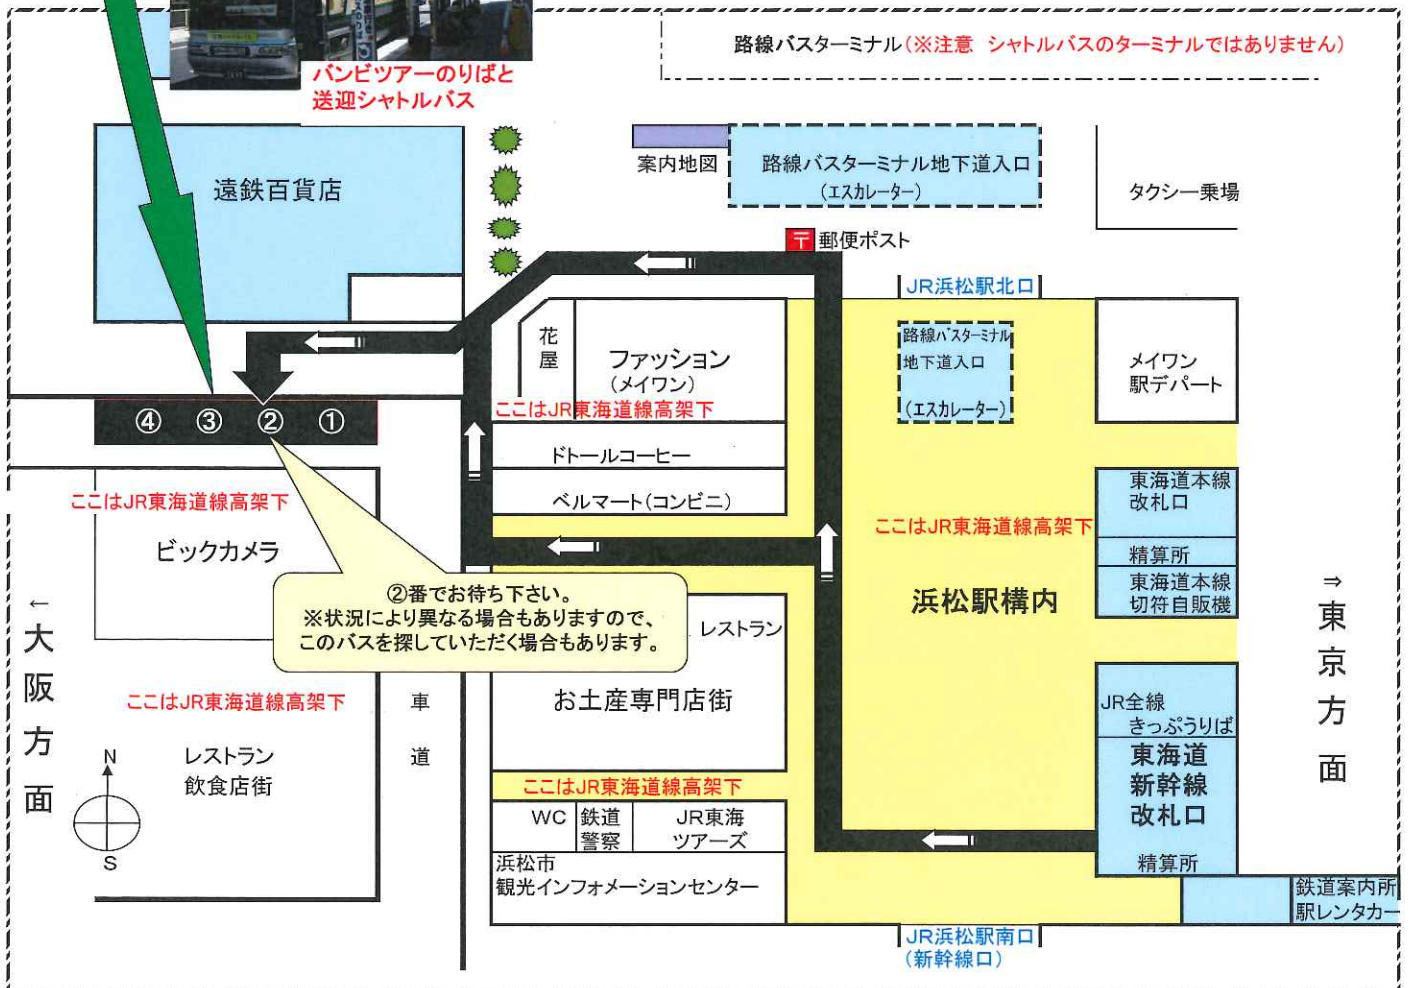 路線バスターミナル(※注意 シャトルバスのターミナルではありません)
バンビツアーのりばと
送迎シャトルバス
遠鉄百貨店
案内地図
路線バスターミナル地下道入口
(エスカレーター)
タクシー乗場
〒郵便ポスト
JR浜松駅北口
花
屋
ファッション
(メイワン)
ここはJR東海道線高架下
路線バスターミナル
地下道入口
(エスカレーター)
メイワン
駅デパート
④ ③ ② ①
ドトールコーヒー
ベルマート(コンビニ)
ここはJR東海道線高架下
ビックカメラ
ここはJR東海道線高架下
東海道本線
改札口
精算所
東海道本線
切符自販機
浜松駅構内
②番でお待ち下さい。
※状況により異なる場合もありますので、
このバスを探していただく場合もあります。
レストラン
お土産専門店街
←大阪方面
⇒東京方面
ここはJR東海道線高架下
レストラン
飲食店街
車道
N
S
JR全線
きっぷうりば
東海道
新幹線
改札口
精算所
ここはJR東海道線高架下
WC
鉄道
警察
JR東海
ツアーズ
浜松市
観光インフォメーションセンター
鉄道案内所
駅レンタカー
JR浜松駅南口
(新幹線口)